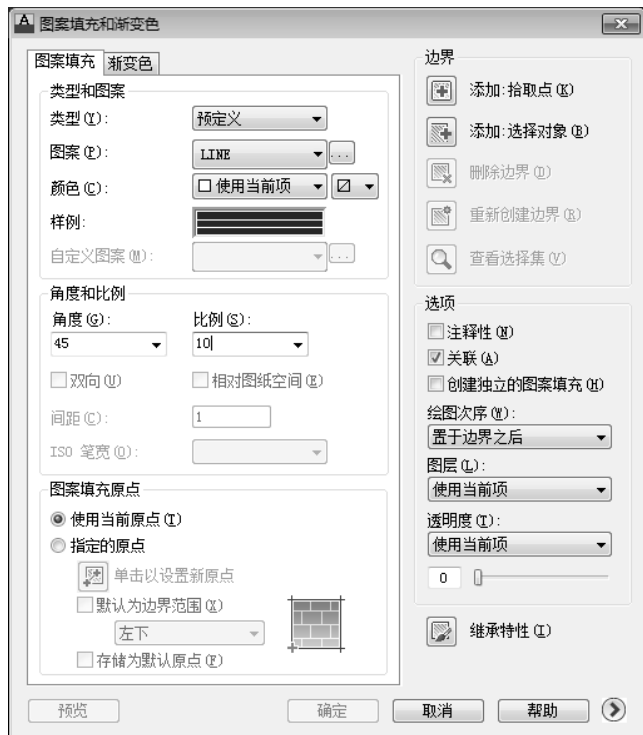 图案填充和渐变色
图案填充 渐变色
类型和图案
类型(Y): 预定义
图案(P): LINE ...
颜色(C): 使用当前项
样例:
自定义图案(M): ...
角度和比例
角度(G): 比例(S):
45 10
双向(U) 相对图纸空间(E)
间距(C): 1
ISO 笔宽(O):
图案填充原点
使用当前原点(T)
指定的原点
单击以设置新原点
默认为边界范围(X)
左下
存储为默认原点(F)
边界
添加:拾取点(K)
添加:选择对象(B)
删除边界(D)
重新创建边界(R)
查看选择集(V)
选项
注释性(N)
关联(A)
创建独立的图案填充(H)
绘图次序(W):
置于边界之后
图层(L):
使用当前项
透明度(T):
使用当前项
0
继承特性(I)
预览 确定 取消 帮助